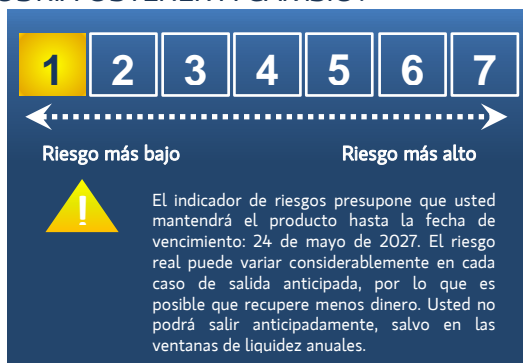 1 2 3 4 5 6 7
Riesgo más bajo Riesgo más alto
!
El indicador de riesgos presupone que usted
mantendrá el producto hasta la fecha de
vencimiento: 24 de mayo de 2027. El riesgo
real puede variar considerablemente en cada
caso de salida anticipada, por lo que es
posible que recupere menos dinero. Usted no
podrá salir anticipadamente, salvo en las
ventanas de liquidez anuales.